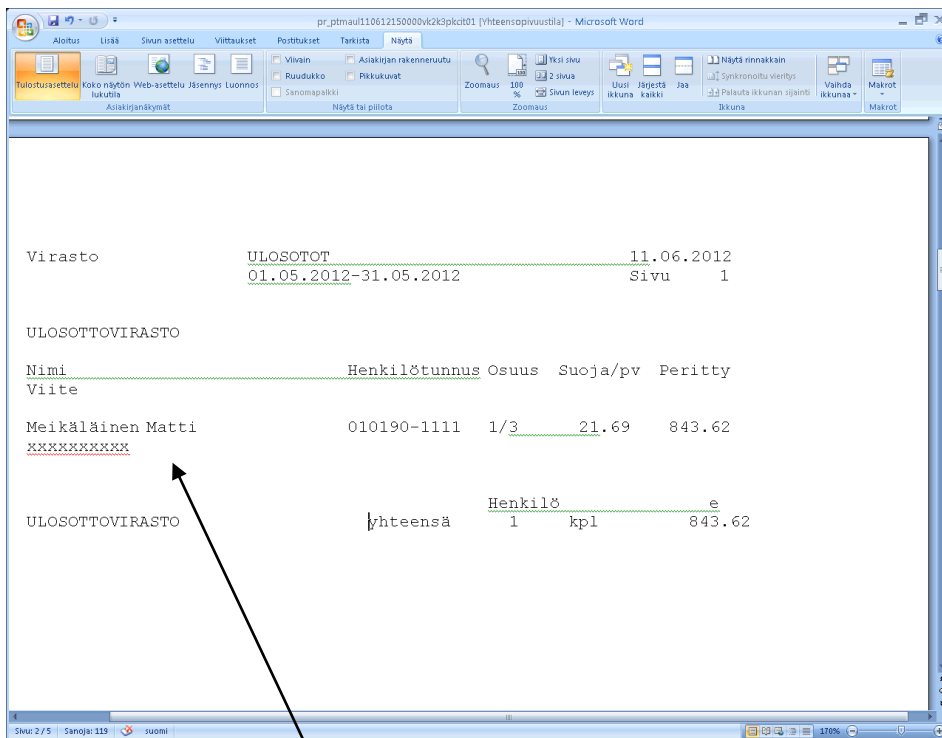 pr_ptmaul110612150000vk2k3pkcit01 [Yhteensopivuustila] - Microsoft Word
Aloitus Lisää Sivun asettelu Viittaukset Postitukset Tarkista Näytä
Tulostusasettelu Koko näytön lukutila Web-asettelu Jäsennys Luonnos
Asiakirjanäkymät
Viivain Asiakirjan rakenneruutu
Ruudukko Pikkukuvat
Sanomapalkki
Näytä tai piilota
Zoomaus 100 % Yksi sivu
2 sivua
Sivun leveys
Zoomaus
Uusi ikkuna Järjestä kaikki Jaa
Näytä rinnakkain
Synkronoitu vieritys
Palauta ikkunan sijainti
Vaihda ikkunaa
Ikkuna
Makrot
Makrot
Virasto ULOSOTOT 11.06.2012
01.05.2012-31.05.2012 Sivu 1
ULOSOTTOVIRASTO
Nimi Henkilötunnus Osuus Suoja/pv Peritty
Viite
Meikäläinen Matti 010190-1111 1/3 21.69 843.62
xxxxxxxxxx
Henkilö e
ULOSOTTOVIRASTO yhteensä 1 kpl 843.62
Sivu: 2 / 5 Sanoja: 119 suomi 170%